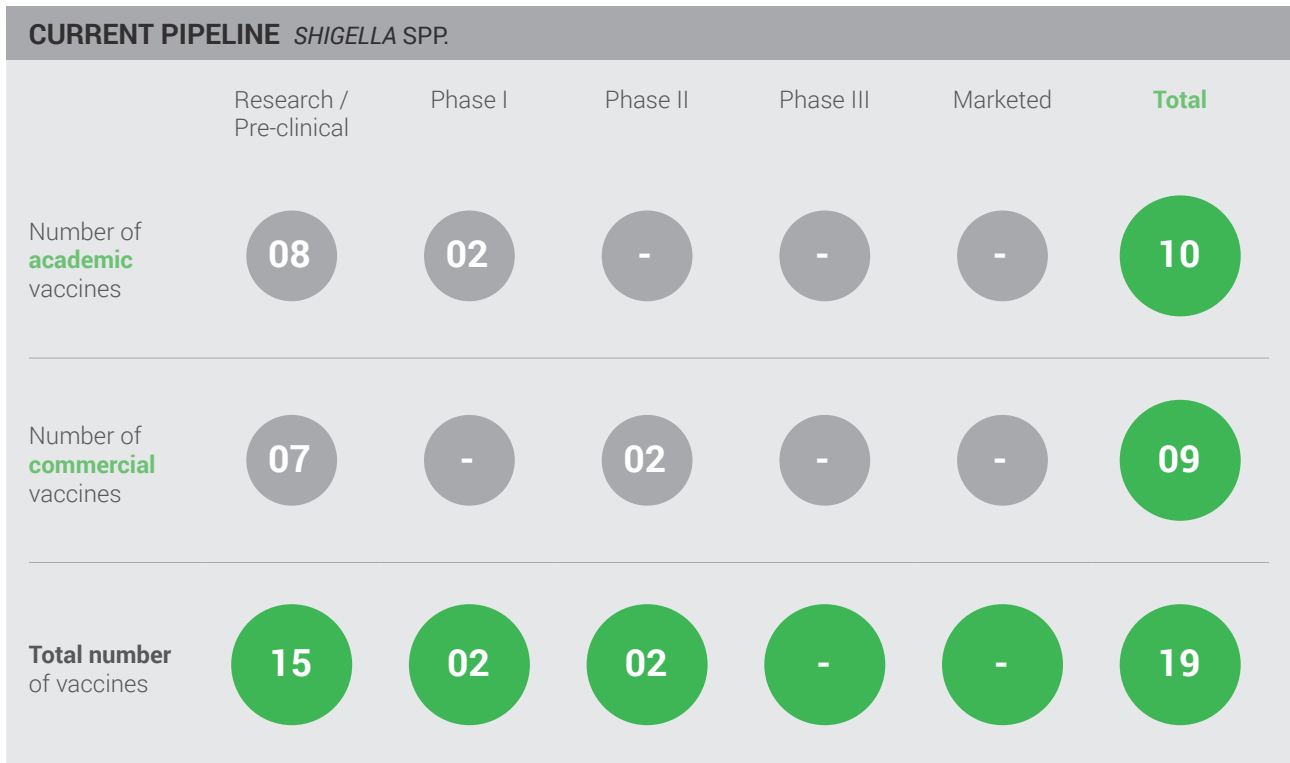 CURRENT PIPELINE SHIGELLA SPP.
Research / Phase I Phase II Phase III Marketed Total
Pre-clinical
Number of
academic
vaccines
08 02 - - - 10
Number of
commercial
vaccines
07 - 02 - - 09
Total number
of vaccines
15 02 02 - - 19